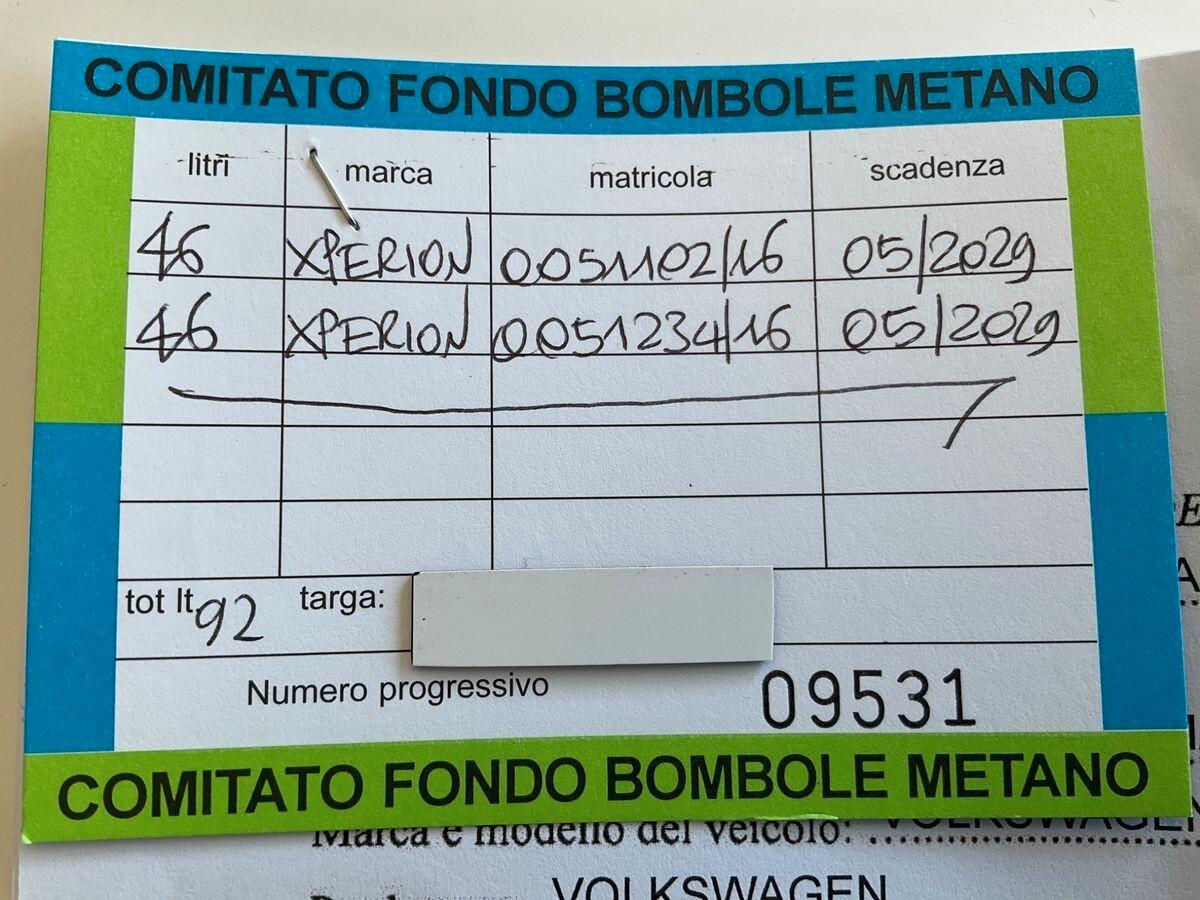 COMITATO FONDO BOMBOLE METANO
litri marca matricola scadenza
46 XPERION 0051102/16 05/2029
46 XPERION 0051234/16 05/2029
tot lt. 92 targa:
Numero progressivo 09531
COMITATO FONDO BOMBOLE METANO
Marca e modello del veicolo: VOLKSWAGEN
VOLKSWAGEN